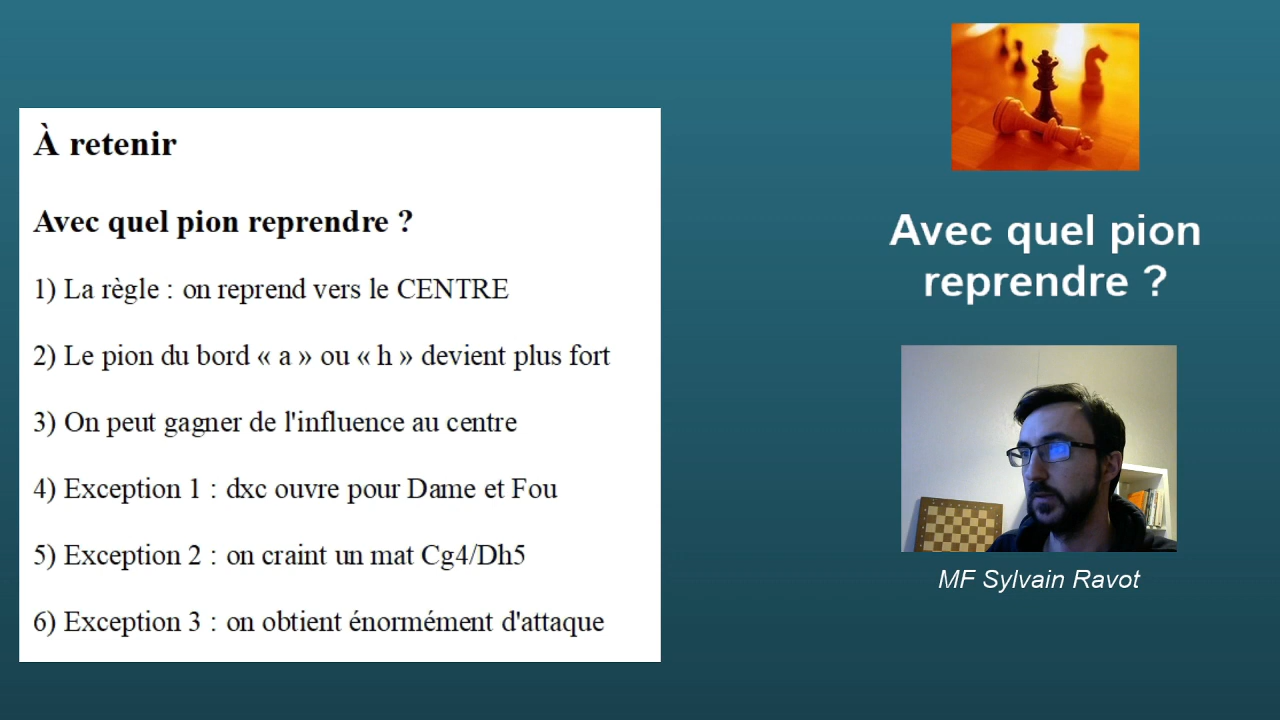 À retenir
Avec quel pion reprendre ?
1) La règle : on reprend vers le CENTRE
2) Le pion du bord « a » ou « h » devient plus fort
3) On peut gagner de l'influence au centre
4) Exception 1 : dxc ouvre pour Dame et Fou
5) Exception 2 : on craint un mat Cg4/Dh5
6) Exception 3 : on obtient énormément d'attaque
Avec quel pion
reprendre ?
MF Sylvain Ravot